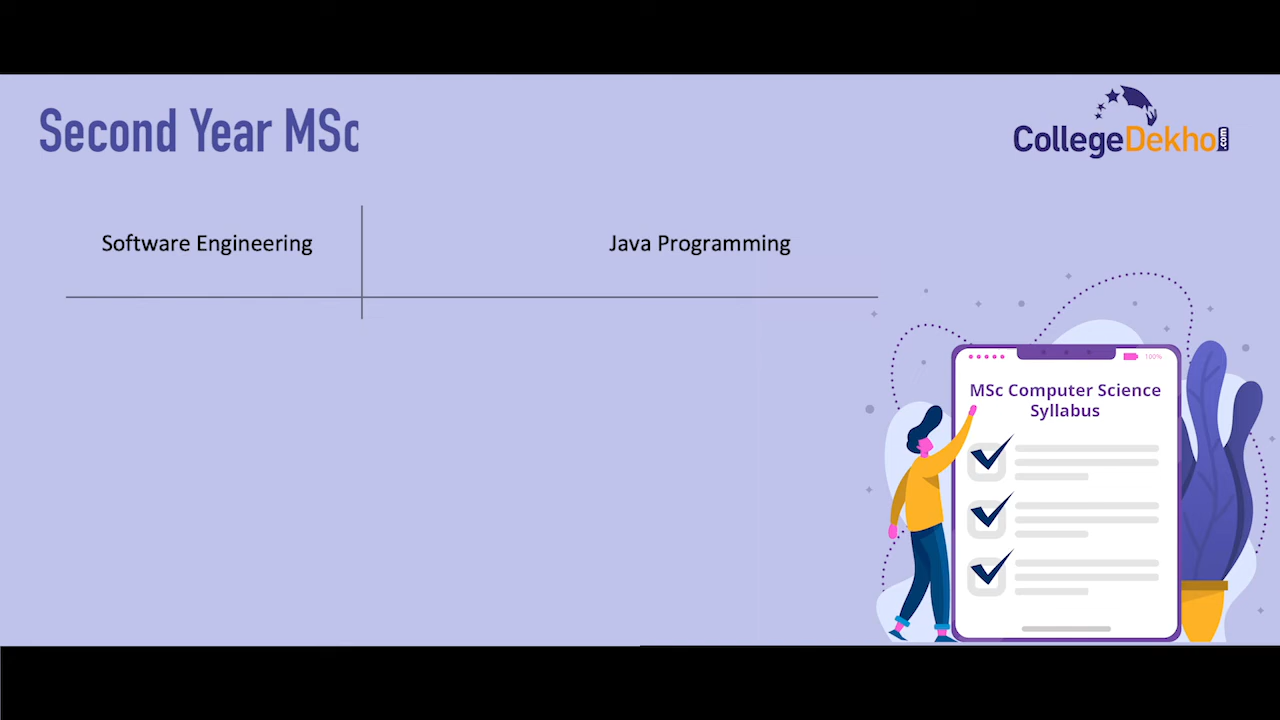 Second Year MSc
CollegeDekho.com
Software Engineering
Java Programming
100%
MSc Computer Science
Syllabus